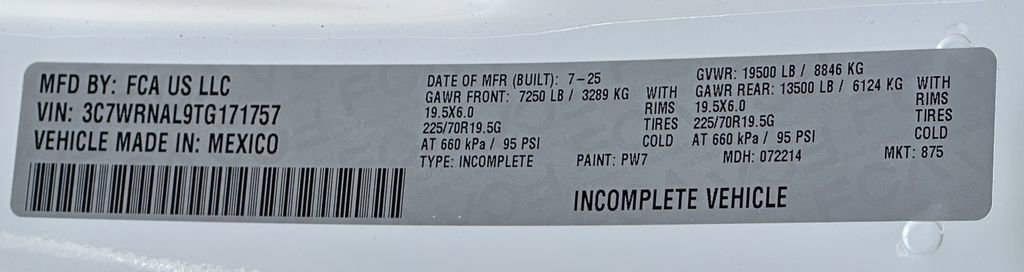 MFD BY: FCA US LLC
VIN: 3C7WRNAL9TG171757
VEHICLE MADE IN: MEXICO
DATE OF MFR (BUILT): 7-25
GAWR FRONT: 7250 LB / 3289 KG WITH
19.5X6.0 RIMS
225/70R19.5G TIRES
AT 660 kPa / 95 PSI COLD
TYPE: INCOMPLETE PAINT: PW7
GVWR: 19500 LB / 8846 KG
GAWR REAR: 13500 LB / 6124 KG WITH
19.5X6.0 RIMS
225/70R19.5G TIRES
AT 660 kPa / 95 PSI COLD
MDH: 072214 MKT: 875
INCOMPLETE VEHICLE